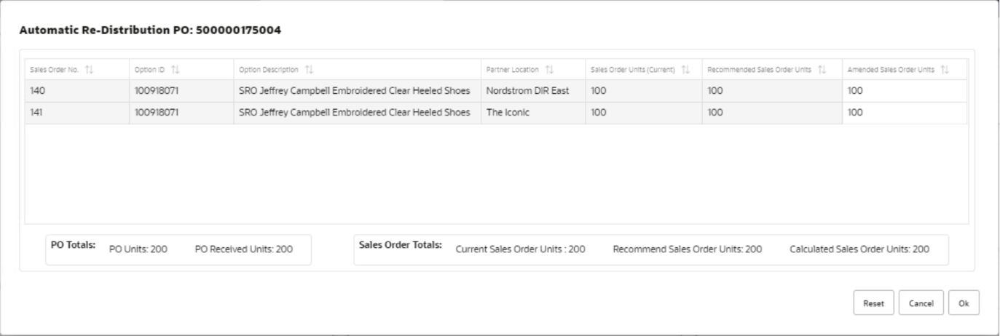 Automatic Re-Distribution PO: 500000175004
Sales Order No. Option ID Option Description Partner Location Sales Order Units (Current) Recommended Sales Order Units Amended Sales Order Units
140 100918071 SRO Jeffrey Campbell Embroidered Clear Heeled Shoes Nordstrom DIR East 100 100 100
141 100918071 SRO Jeffrey Campbell Embroidered Clear Heeled Shoes The Iconic 100 100 100
PO Totals: PO Units: 200 PO Received Units: 200 Sales Order Totals: Current Sales Order Units : 200 Recommend Sales Order Units: 200 Calculated Sales Order Units: 200
Reset Cancel Ok